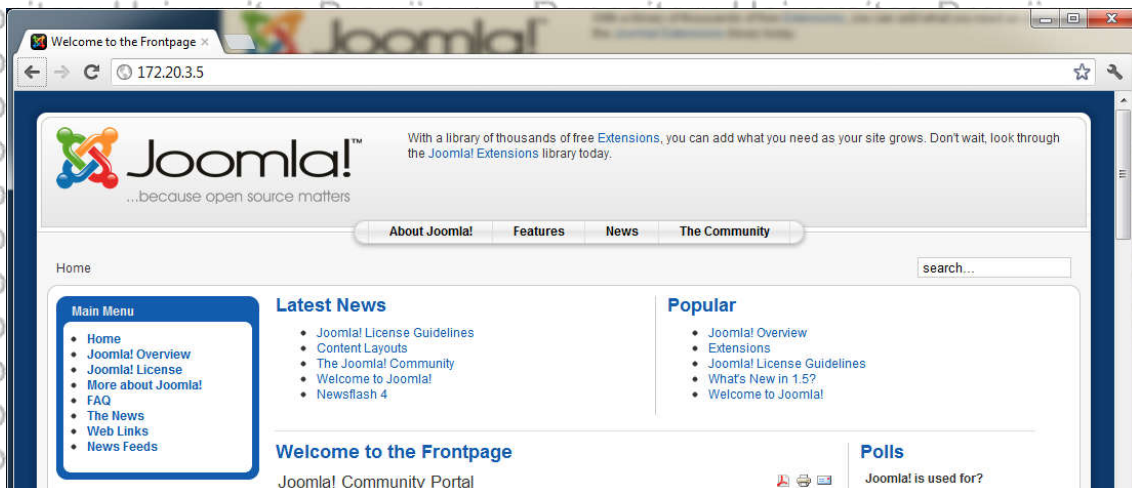 Joomla!
Welcome to the Frontpage
172.20.3.5
Joomla!™
...because open source matters
With a library of thousands of free Extensions, you can add what you need as your site grows. Don't wait, look through
the Joomla! Extensions library today.
About Joomla! Features News The Community
Home
search...
Main Menu
Home
Joomla! Overview
Joomla! License
More about Joomla!
FAQ
The News
Web Links
News Feeds
Latest News
Joomla! License Guidelines
Content Layouts
The Joomla! Community
Welcome to Joomla!
Newsflash 4
Popular
Joomla! Overview
Extensions
Joomla! License Guidelines
What's New in 1.5?
Welcome to Joomla!
Welcome to the Frontpage
Joomla! Community Portal
Polls
Joomla! is used for?